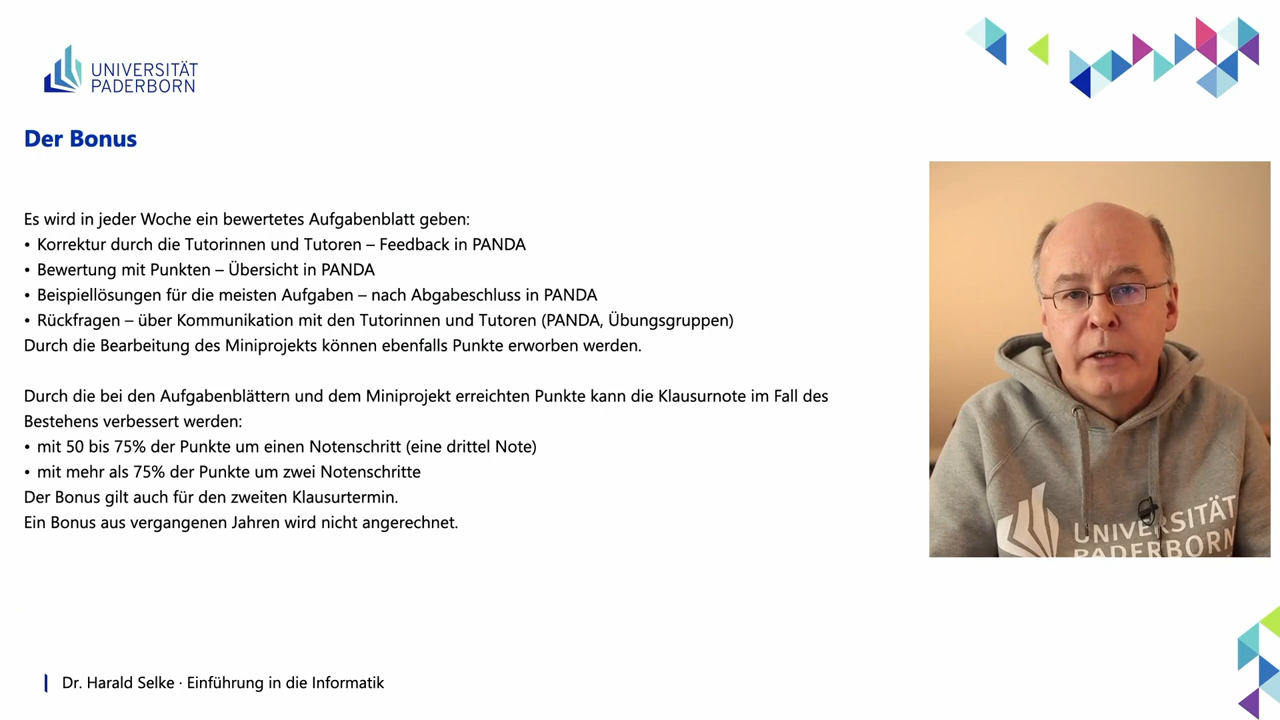 UNIVERSITÄT
PADERBORN
Der Bonus
Es wird in jeder Woche ein bewertetes Aufgabenblatt geben:
• Korrektur durch die Tutorinnen und Tutoren – Feedback in PANDA
• Bewertung mit Punkten – Übersicht in PANDA
• Beispiellösungen für die meisten Aufgaben – nach Abgabeschluss in PANDA
• Rückfragen – über Kommunikation mit den Tutorinnen und Tutoren (PANDA, Übungsgruppen)
Durch die Bearbeitung des Miniprojekts können ebenfalls Punkte erworben werden.
Durch die bei den Aufgabenblättern und dem Miniprojekt erreichten Punkte kann die Klausurnote im Fall des
Bestehens verbessert werden:
• mit 50 bis 75% der Punkte um einen Notenschritt (eine drittel Note)
• mit mehr als 75% der Punkte um zwei Notenschritte
Der Bonus gilt auch für den zweiten Klausurtermin.
Ein Bonus aus vergangenen Jahren wird nicht angerechnet.
UNIVERSITÄT
PADERBORN
Dr. Harald Selke · Einführung in die Informatik